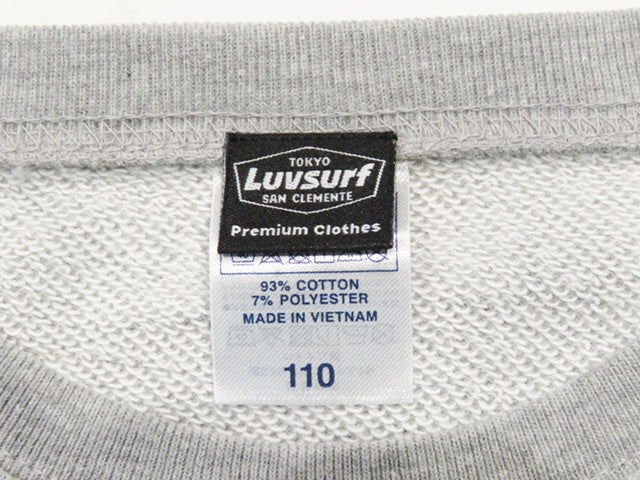 TOKYO
Luvsurf
SAN CLEMENTE
Premium Clothes
93% COTTON
7% POLYESTER
MADE IN VIETNAM
110